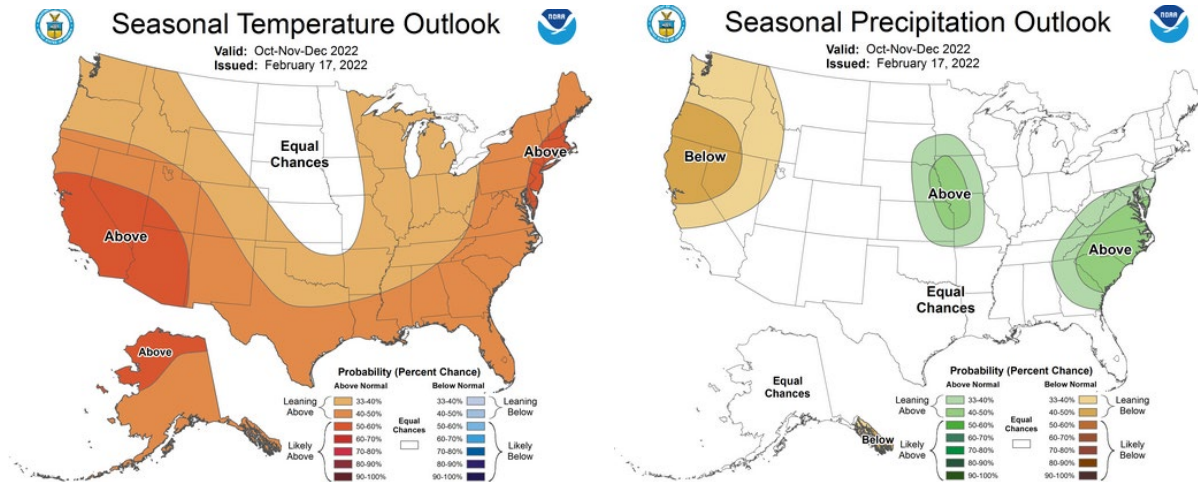 Seasonal Temperature Outlook
NOAA
Valid: Oct-Nov-Dec 2022
Issued: February 17, 2022
Equal
Chances
Above
Above
Above
Probability (Percent Chance)
Above Normal
Below Normal
Leaning
Above
33-40%
40-50%
50-60%
60-70%
70-80%
80-90%
90-100%
Likely
Above
Equal
Chances
33-40%
40-50%
50-60%
60-70%
70-80%
80-90%
90-100%
Leaning
Below
Likely
Below
Seasonal Precipitation Outlook
NOAA
Valid: Oct-Nov-Dec 2022
Issued: February 17, 2022
Below
Above
Above
Equal
Chances
Equal
Chances
Below
Probability (Percent Chance)
Above Normal
Below Normal
Leaning
Above
33-40%
40-50%
50-60%
60-70%
70-80%
80-90%
90-100%
Likely
Above
Equal
Chances
33-40%
40-50%
50-60%
60-70%
70-80%
80-90%
90-100%
Leaning
Below
Likely
Below